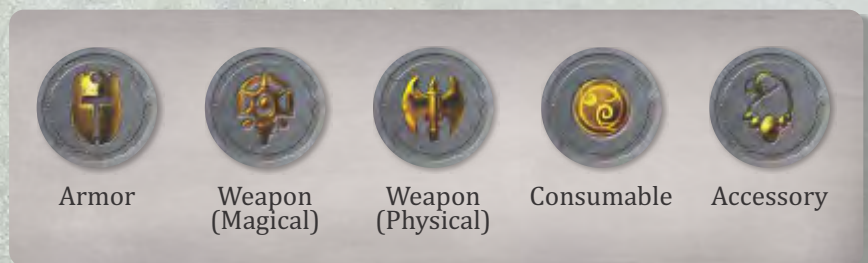 Armor
Weapon
(Magical)
Weapon
(Physical)
Consumable
Accessory